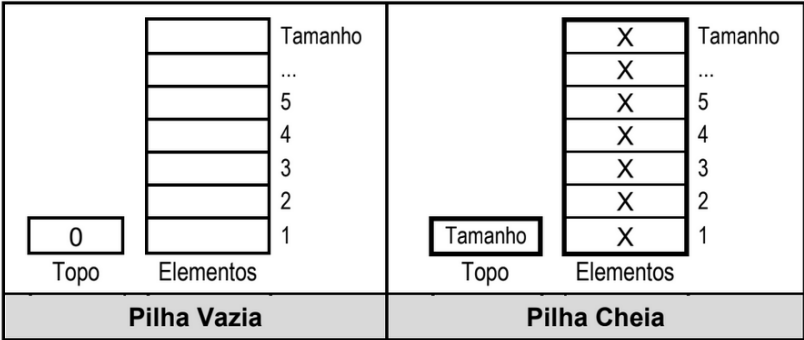 Tamanho
...
5
4
3
2
1
0
Topo
Elementos
Pilha Vazia
X
Tamanho
X
...
X
5
X
4
X
3
X
2
Tamanho
X
1
Topo
Elementos
Pilha Cheia